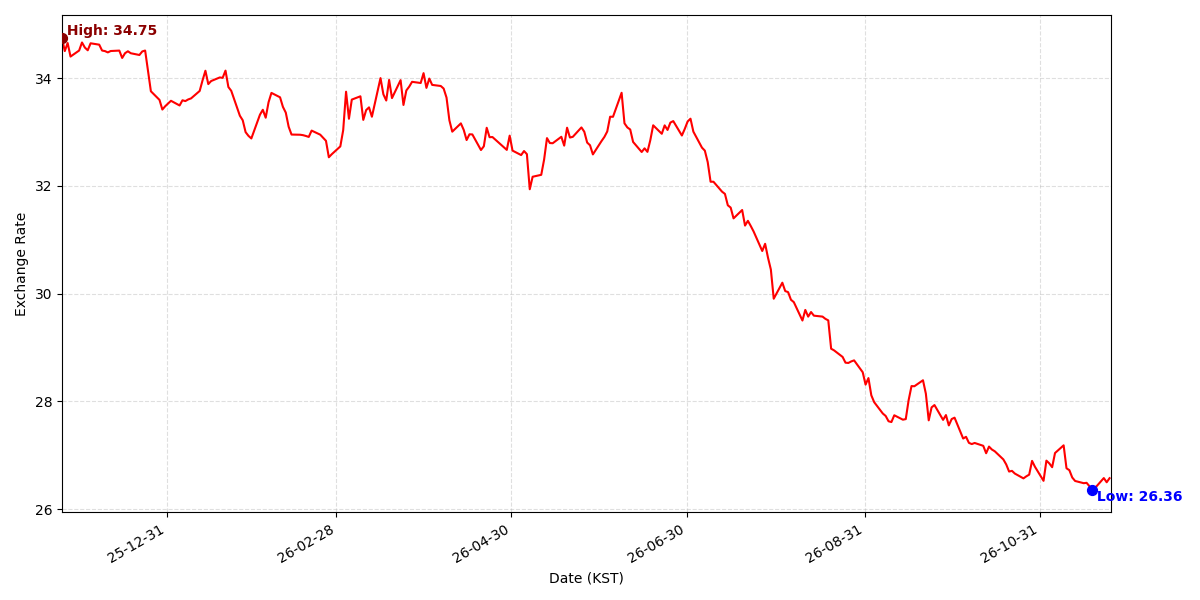 High: 34.75
34
32
30
28
26
Exchange Rate
Low: 26.36
25-12-31
26-02-28
26-04-30
26-06-30
26-08-31
26-10-31
Date (KST)